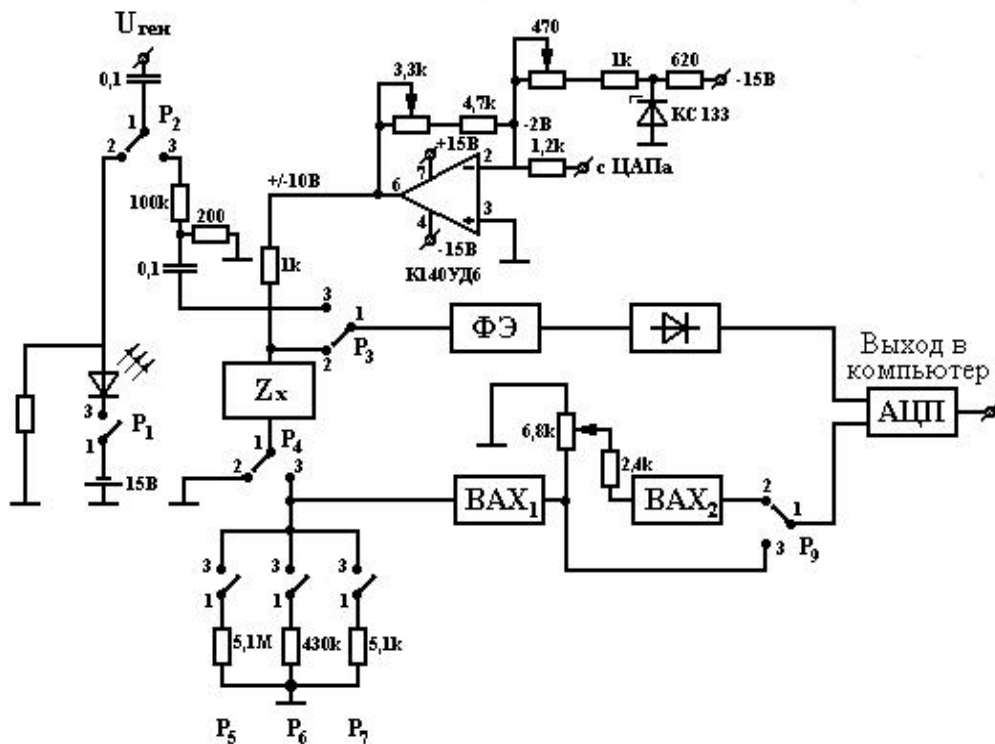 Uген
0,1
1
P2
2
3
100k
200
0,1
3,3k
4,7k
470
1k
620
-15В
КС 133
-2В
1,2k
с ЦАПа
+15В
7
2
6
4
3
-15В
К140УД6
+/-10В
1k
3
1
2
P3
ФЭ
Выход в
компьютер
АЦП
Zx
3
P1
1
15В
1
P4
2
3
6,8k
2,4k
ВАХ1
ВАХ2
2
1
3
P9
3
3
3
1
1
1
5,1М
430k
5,1k
P5
P6
P7